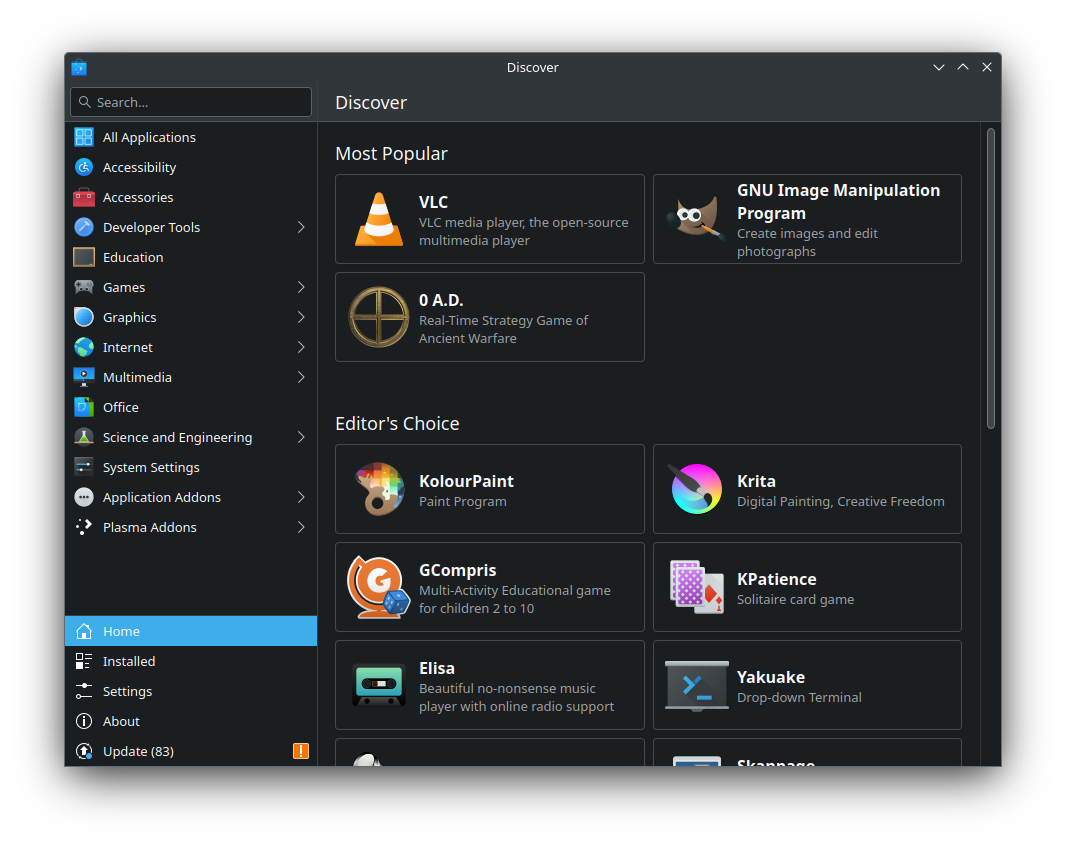 Discover
Search...
Discover
All Applications
Accessibility
Accessories
Developer Tools
Education
Games
Graphics
Internet
Multimedia
Office
Science and Engineering
System Settings
Application Addons
Plasma Addons
Home
Installed
Settings
About
Update (83)
Most Popular
VLC
VLC media player, the open-source
multimedia player
GNU Image Manipulation
Program
Create images and edit
photographs
0 A.D.
Real-Time Strategy Game of
Ancient Warfare
Editor's Choice
KolourPaint
Paint Program
Krita
Digital Painting, Creative Freedom
GCompris
Multi-Activity Educational game
for children 2 to 10
KPatience
Solitaire card game
Elisa
Beautiful no-nonsense music
player with online radio support
Yakuake
Drop-down Terminal
Skanpage